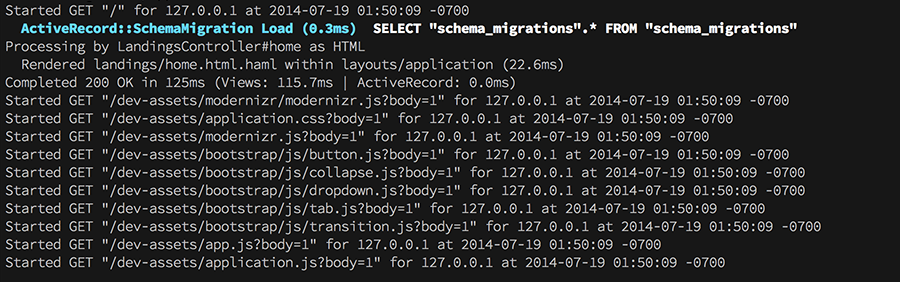 Started GET "/" for 127.0.0.1 at 2014-07-19 01:50:09 -0700
  ActiveRecord::SchemaMigration Load (0.3ms)  SELECT "schema_migrations".* FROM "schema_migrations"
Processing by LandingsController#home as HTML
  Rendered landings/home.html.haml within layouts/application (22.6ms)
Completed 200 OK in 125ms (Views: 115.7ms | ActiveRecord: 0.0ms)
Started GET "/dev-assets/modernizr/modernizr.js?body=1" for 127.0.0.1 at 2014-07-19 01:50:09 -0700
Started GET "/dev-assets/application.css?body=1" for 127.0.0.1 at 2014-07-19 01:50:09 -0700
Started GET "/dev-assets/modernizr.js?body=1" for 127.0.0.1 at 2014-07-19 01:50:09 -0700
Started GET "/dev-assets/bootstrap/js/button.js?body=1" for 127.0.0.1 at 2014-07-19 01:50:09 -0700
Started GET "/dev-assets/bootstrap/js/collapse.js?body=1" for 127.0.0.1 at 2014-07-19 01:50:09 -0700
Started GET "/dev-assets/bootstrap/js/dropdown.js?body=1" for 127.0.0.1 at 2014-07-19 01:50:09 -0700
Started GET "/dev-assets/bootstrap/js/tab.js?body=1" for 127.0.0.1 at 2014-07-19 01:50:09 -0700
Started GET "/dev-assets/bootstrap/js/transition.js?body=1" for 127.0.0.1 at 2014-07-19 01:50:09 -0700
Started GET "/dev-assets/app.js?body=1" for 127.0.0.1 at 2014-07-19 01:50:09 -0700
Started GET "/dev-assets/application.js?body=1" for 127.0.0.1 at 2014-07-19 01:50:09 -0700